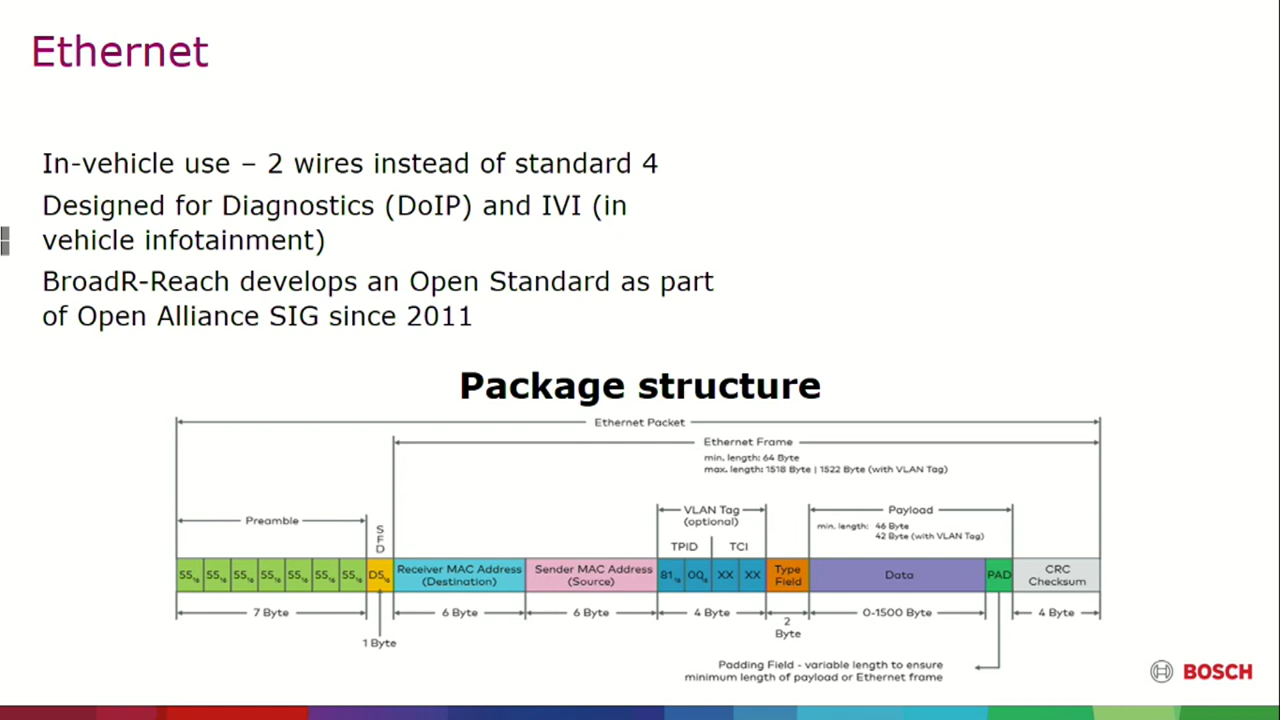 Ethernet
In-vehicle use – 2 wires instead of standard 4
Designed for Diagnostics (DoIP) and IVI (in
vehicle infotainment)
BroadR-Reach develops an Open Standard as part
of Open Alliance SIG since 2011
Package structure
Ethernet Packet
Ethernet Frame
min. length: 64 Byte
max. length: 1518 Byte | 1522 Byte (with VLAN Tag)
Preamble
SFD
VLAN Tag
(optional)
TPID TCI
Payload
min. length: 46 Byte
42 Byte (with VLAN Tag)
55₁₆ 55₁₆ 55₁₆ 55₁₆ 55₁₆ 55₁₆ 55₁₆ D5₁₆
Receiver MAC Address
(Destination)
Sender MAC Address
(Source)
81₁₆ 00₁₆ XX XX
Type
Field
Data
PAD
CRC
Checksum
7 Byte
1 Byte
6 Byte
6 Byte
4 Byte
2
Byte
0-1500 Byte
4 Byte
Padding Field - variable length to ensure
minimum length of payload or Ethernet frame
BOSCH